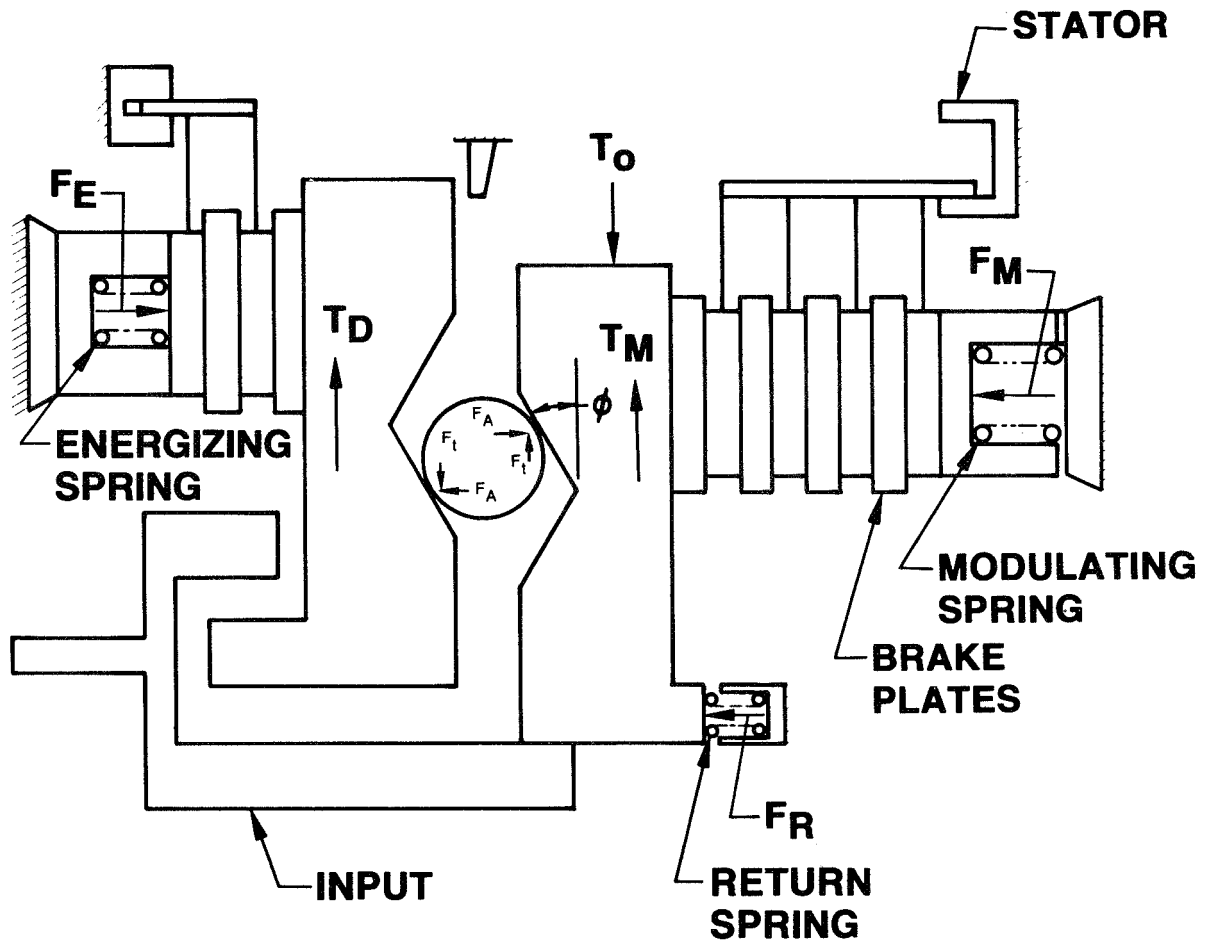 STATOR
To
FE
FM
TD
TM
ϕ
FA
Ft
Ft
FA
ENERGIZING
SPRING
MODULATING
SPRING
BRAKE
PLATES
FR
INPUT
RETURN
SPRING